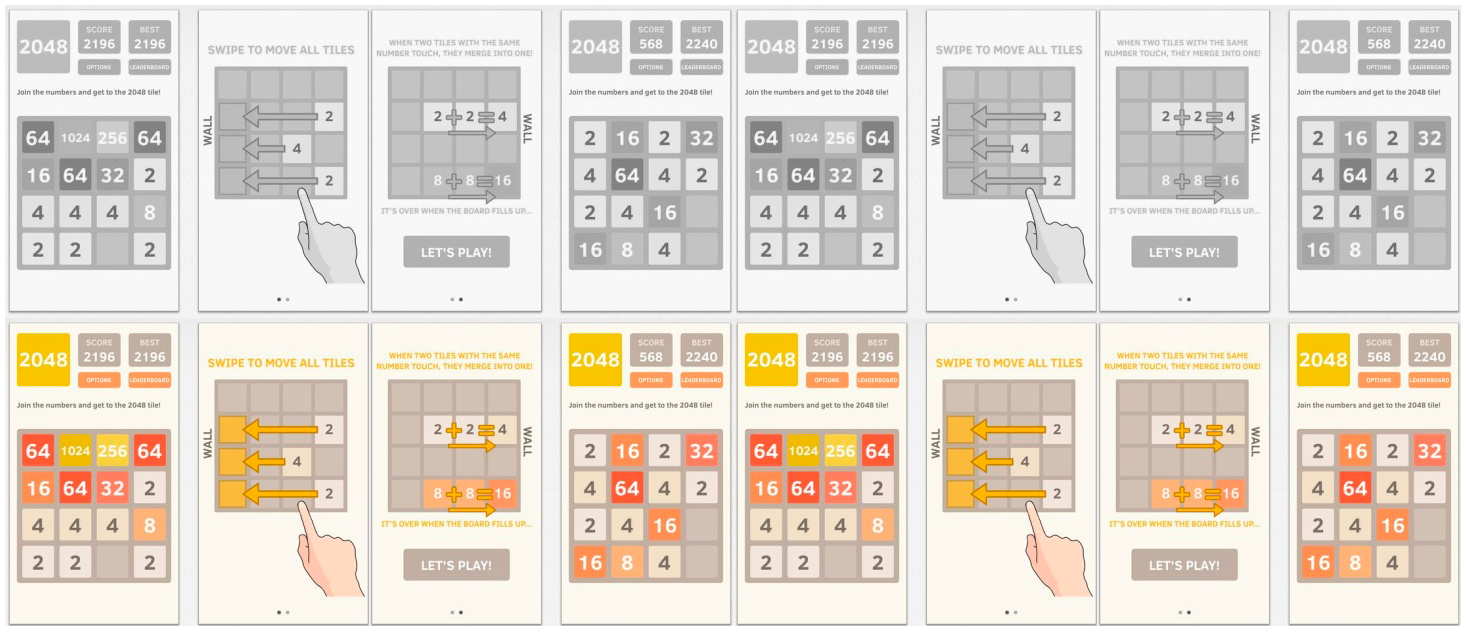 2048
SCORE
2196
BEST
2196
OPTIONS
LEADERBOARD
Join the numbers and get to the 2048 tile!
64 1024 256 64
16 64 32 2
4 4 4 8
2 2 2
SWIPE TO MOVE ALL TILES
WALL
2
4
2
WHEN TWO TILES WITH THE SAME
NUMBER TOUCH, THEY MERGE INTO ONE!
2+2=4
WALL
8+8=16
IT'S OVER WHEN THE BOARD FILLS UP...
LET'S PLAY!
2048
SCORE
568
BEST
2240
OPTIONS
LEADERBOARD
Join the numbers and get to the 2048 tile!
2 16 2 32
4 64 4 2
2 4 16
16 8 4
2048
SCORE
2196
BEST
2196
OPTIONS
LEADERBOARD
Join the numbers and get to the 2048 tile!
64 1024 256 64
16 64 32 2
4 4 4 8
2 2 2
SWIPE TO MOVE ALL TILES
WALL
2
4
2
WHEN TWO TILES WITH THE SAME
NUMBER TOUCH, THEY MERGE INTO ONE!
2+2=4
WALL
8+8=16
IT'S OVER WHEN THE BOARD FILLS UP...
LET'S PLAY!
2048
SCORE
568
BEST
2240
OPTIONS
LEADERBOARD
Join the numbers and get to the 2048 tile!
2 16 2 32
4 64 4 2
2 4 16
16 8 4
2048
SCORE
2196
BEST
2196
OPTIONS
LEADERBOARD
Join the numbers and get to the 2048 tile!
64 1024 256 64
16 64 32 2
4 4 4 8
2 2 2
SWIPE TO MOVE ALL TILES
WALL
2
4
2
WHEN TWO TILES WITH THE SAME
NUMBER TOUCH, THEY MERGE INTO ONE!
2+2=4
WALL
8+8=16
IT'S OVER WHEN THE BOARD FILLS UP...
LET'S PLAY!
2048
SCORE
568
BEST
2240
OPTIONS
LEADERBOARD
Join the numbers and get to the 2048 tile!
2 16 2 32
4 64 4 2
2 4 16
16 8 4
2048
SCORE
2196
BEST
2196
OPTIONS
LEADERBOARD
Join the numbers and get to the 2048 tile!
64 1024 256 64
16 64 32 2
4 4 4 8
2 2 2
SWIPE TO MOVE ALL TILES
WALL
2
4
2
WHEN TWO TILES WITH THE SAME
NUMBER TOUCH, THEY MERGE INTO ONE!
2+2=4
WALL
8+8=16
IT'S OVER WHEN THE BOARD FILLS UP...
LET'S PLAY!
2048
SCORE
568
BEST
2240
OPTIONS
LEADERBOARD
Join the numbers and get to the 2048 tile!
2 16 2 32
4 64 4 2
2 4 16
16 8 4